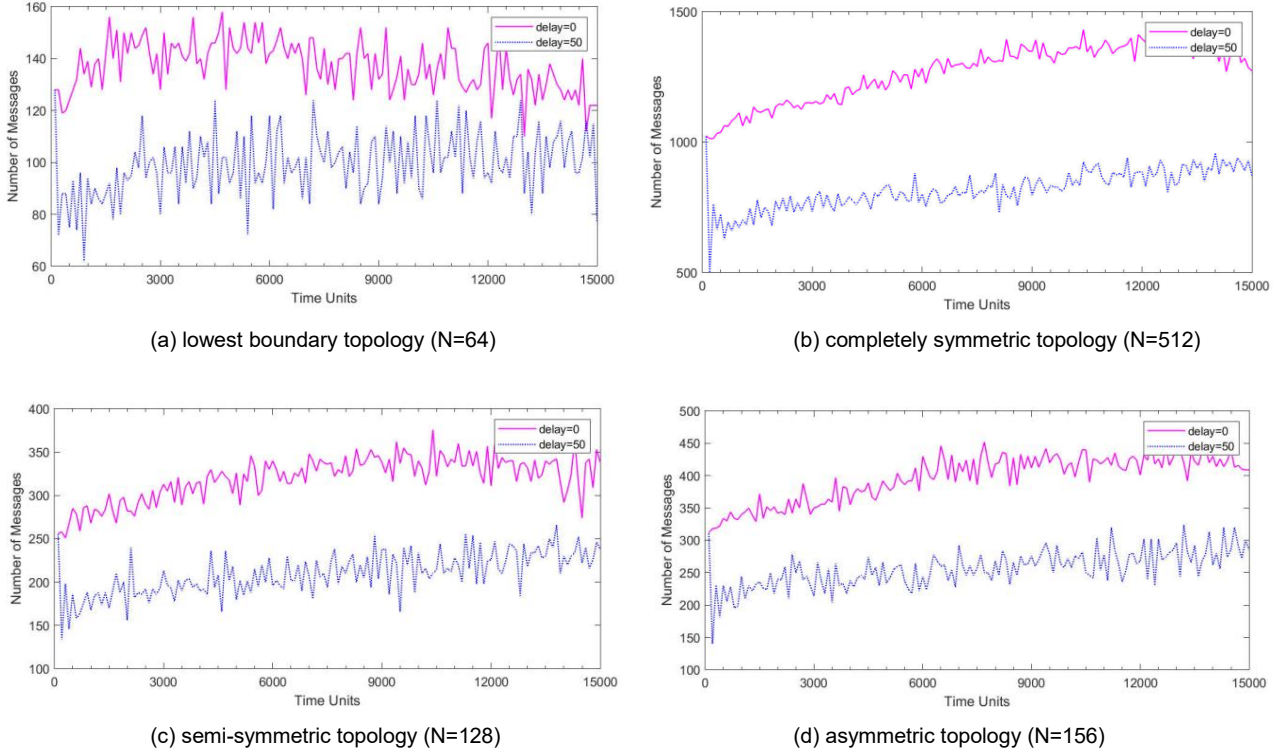 160
140
120
100
80
60
Number of Messages
delay=0
delay=50
0
3000
6000
9000
12000
15000
Time Units
(a) lowest boundary topology (N=64)
1500
1000
500
Number of Messages
delay=0
delay=50
0
3000
6000
9000
12000
15000
Time Units
(b) completely symmetric topology (N=512)
400
350
300
250
200
150
100
Number of Messages
delay=0
delay=50
0
3000
6000
9000
12000
15000
Time Units
(c) semi-symmetric topology (N=128)
500
450
400
350
300
250
200
150
100
Number of Messages
delay=0
delay=50
0
3000
6000
9000
12000
15000
Time Units
(d) asymmetric topology (N=156)